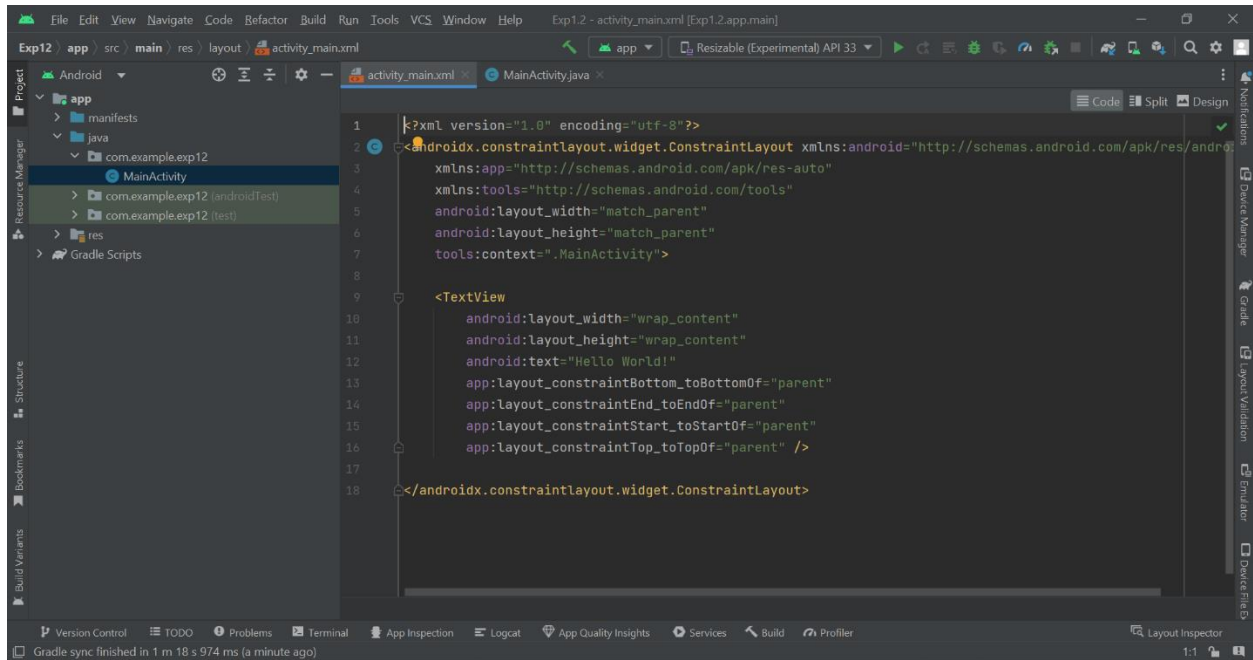 File Edit View Navigate Code Refactor Build Run Tools VCS Window Help Exp1.2 - activity_main.xml [Exp1.2.app.main]
Exp12 app src main res layout activity_main.xml app Resizable (Experimental) API 33
Project
Android
activity_main.xml MainActivity.java
Notifications
app
Code Split Design
manifests
java
com.example.exp12
MainActivity
com.example.exp12 (androidTest)
com.example.exp12 (test)
res
Gradle Scripts
Resource Manager
Structure
Bookmarks
Build Variants
1 <?xml version="1.0" encoding="utf-8"?>
2 <androidx.constraintlayout.widget.ConstraintLayout xmlns:android="http://schemas.android.com/apk/res/andro
3 xmlns:app="http://schemas.android.com/apk/res-auto"
4 xmlns:tools="http://schemas.android.com/tools"
5 android:layout_width="match_parent"
6 android:layout_height="match_parent"
7 tools:context=".MainActivity">
8
9 <TextView
10 android:layout_width="wrap_content"
11 android:layout_height="wrap_content"
12 android:text="Hello World!"
13 app:layout_constraintBottom_toBottomOf="parent"
14 app:layout_constraintEnd_toEndOf="parent"
15 app:layout_constraintStart_toStartOf="parent"
16 app:layout_constraintTop_toTopOf="parent" />
17
18 </androidx.constraintlayout.widget.ConstraintLayout>
Device Manager
Gradle
Layout Validation
Emulator
Device File E
Version Control TODO Problems Terminal App Inspection Logcat App Quality Insights Services Build Profiler Layout Inspector
Gradle sync finished in 1 m 18 s 974 ms (a minute ago) 1:1